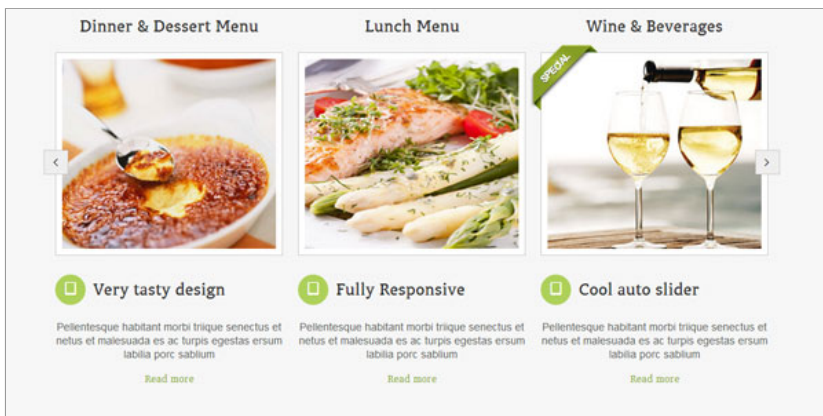 Dinner & Dessert Menu
Lunch Menu
Wine & Beverages
SPECIAL
Very tasty design
Fully Responsive
Cool auto slider
Pellentesque habitant morbi triique senectus et
netus et malesuada es ac turpis egestas ersum
labilia porc sablium
Pellentesque habitant morbi triique senectus et
netus et malesuada es ac turpis egestas ersum
labilia porc sablium
Pellentesque habitant morbi triique senectus et
netus et malesuada es ac turpis egestas ersum
labilia porc sablium
Read more
Read more
Read more